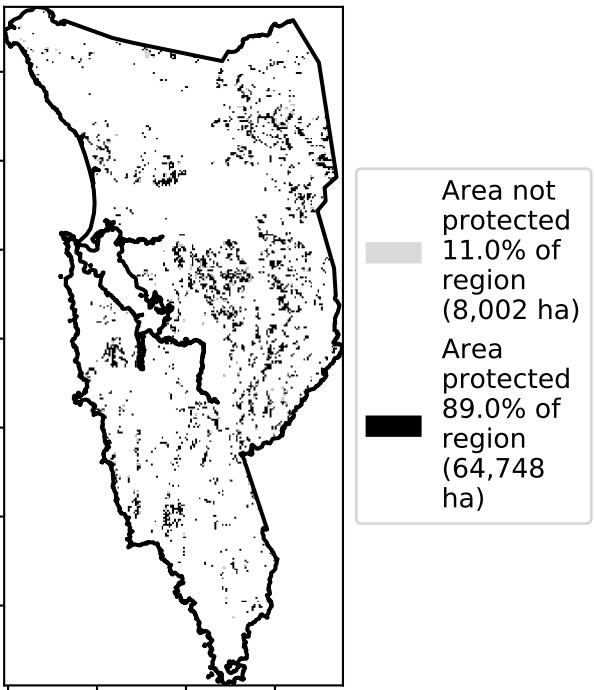 Area not
protected
11.0% of
region
(8,002 ha)
Area
protected
89.0% of
region
(64,748
ha)